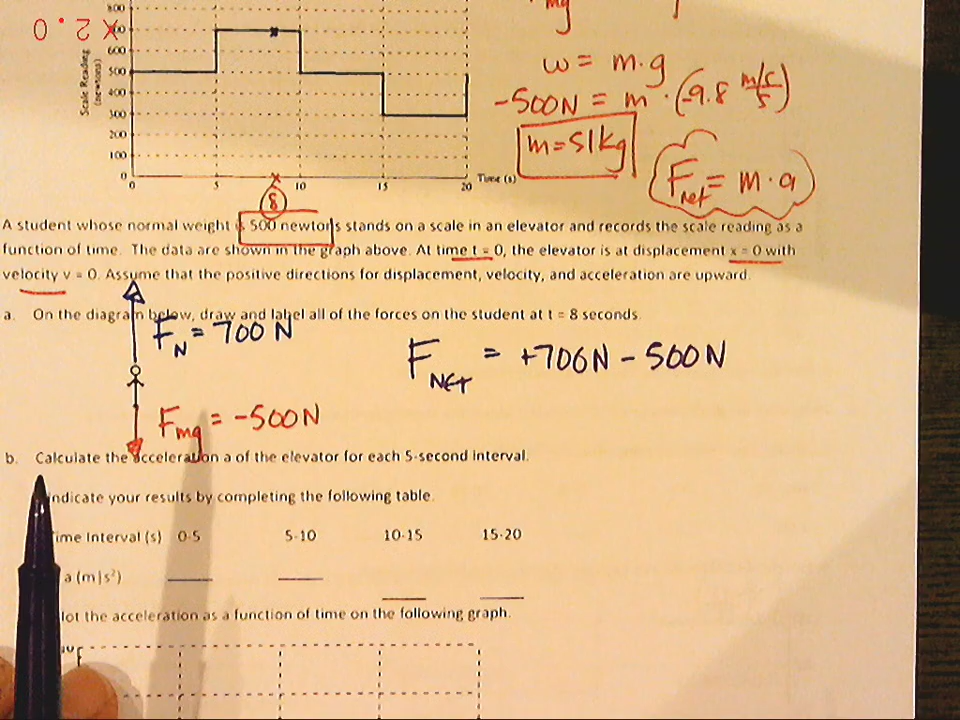 800
mg
x 2.0
600
500
400
300
200
100
0
Scale Reading
(newtons)
0 5 10 15 20 Time (s)
8
w = m·g
-500N = m·(-9.8 m/s/s)
m=51kg
Fnet = m·a
A student whose normal weight is 500 newtons stands on a scale in an elevator and records the scale reading as a
function of time. The data are shown in the graph above. At time t = 0, the elevator is at displacement x = 0 with
velocity v = 0. Assume that the positive directions for displacement, velocity, and acceleration are upward.
a. On the diagram below, draw and label all of the forces on the student at t = 8 seconds.
FN = 700 N
FNET = +700N - 500N
Fmg = -500N
b. Calculate the acceleration a of the elevator for each 5-second interval.
indicate your results by completing the following table.
ime Interval (s) 0-5 5-10 10-15 15-20
a (m|s²)
lot the acceleration as a function of time on the following graph.